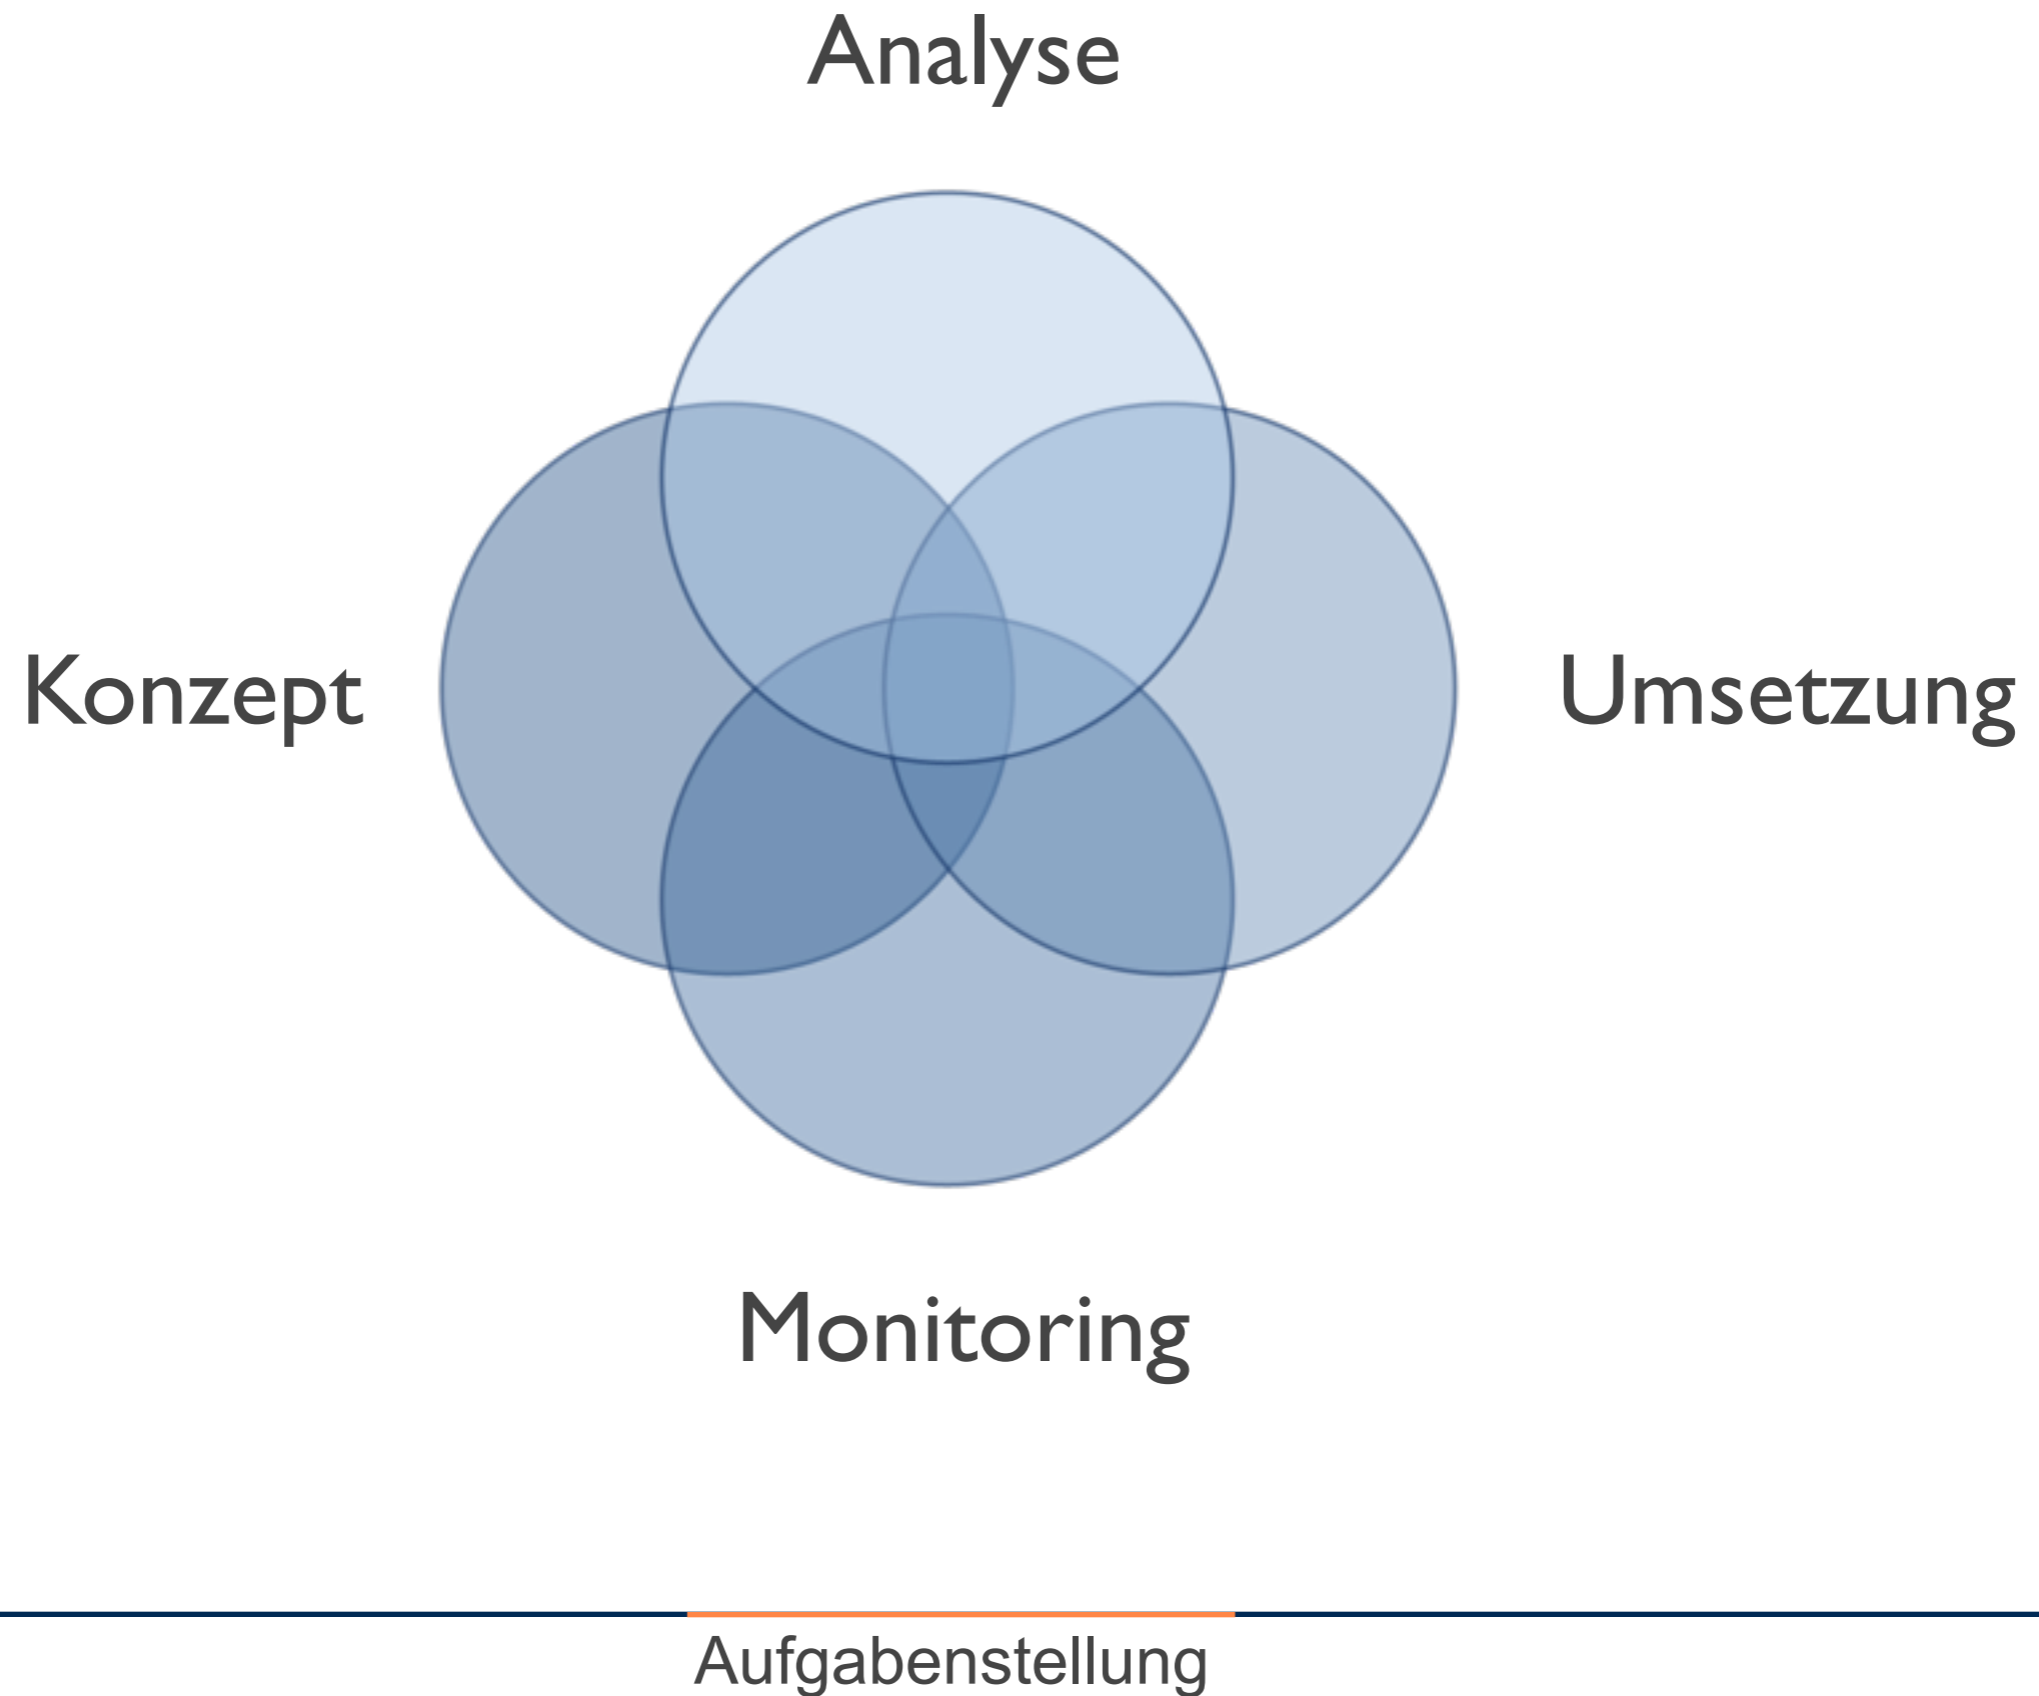 Analyse
Konzept
Umsetzung
Monitoring
Aufgabenstellung